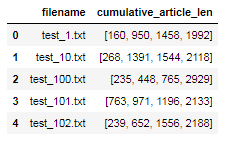 filename cumulative_article_len
0 test_1.txt [160, 950, 1458, 1992]
1 test_10.txt [268, 1391, 1544, 2118]
2 test_100.txt [235, 448, 765, 2929]
3 test_101.txt [763, 971, 1196, 2133]
4 test_102.txt [239, 652, 1556, 2188]